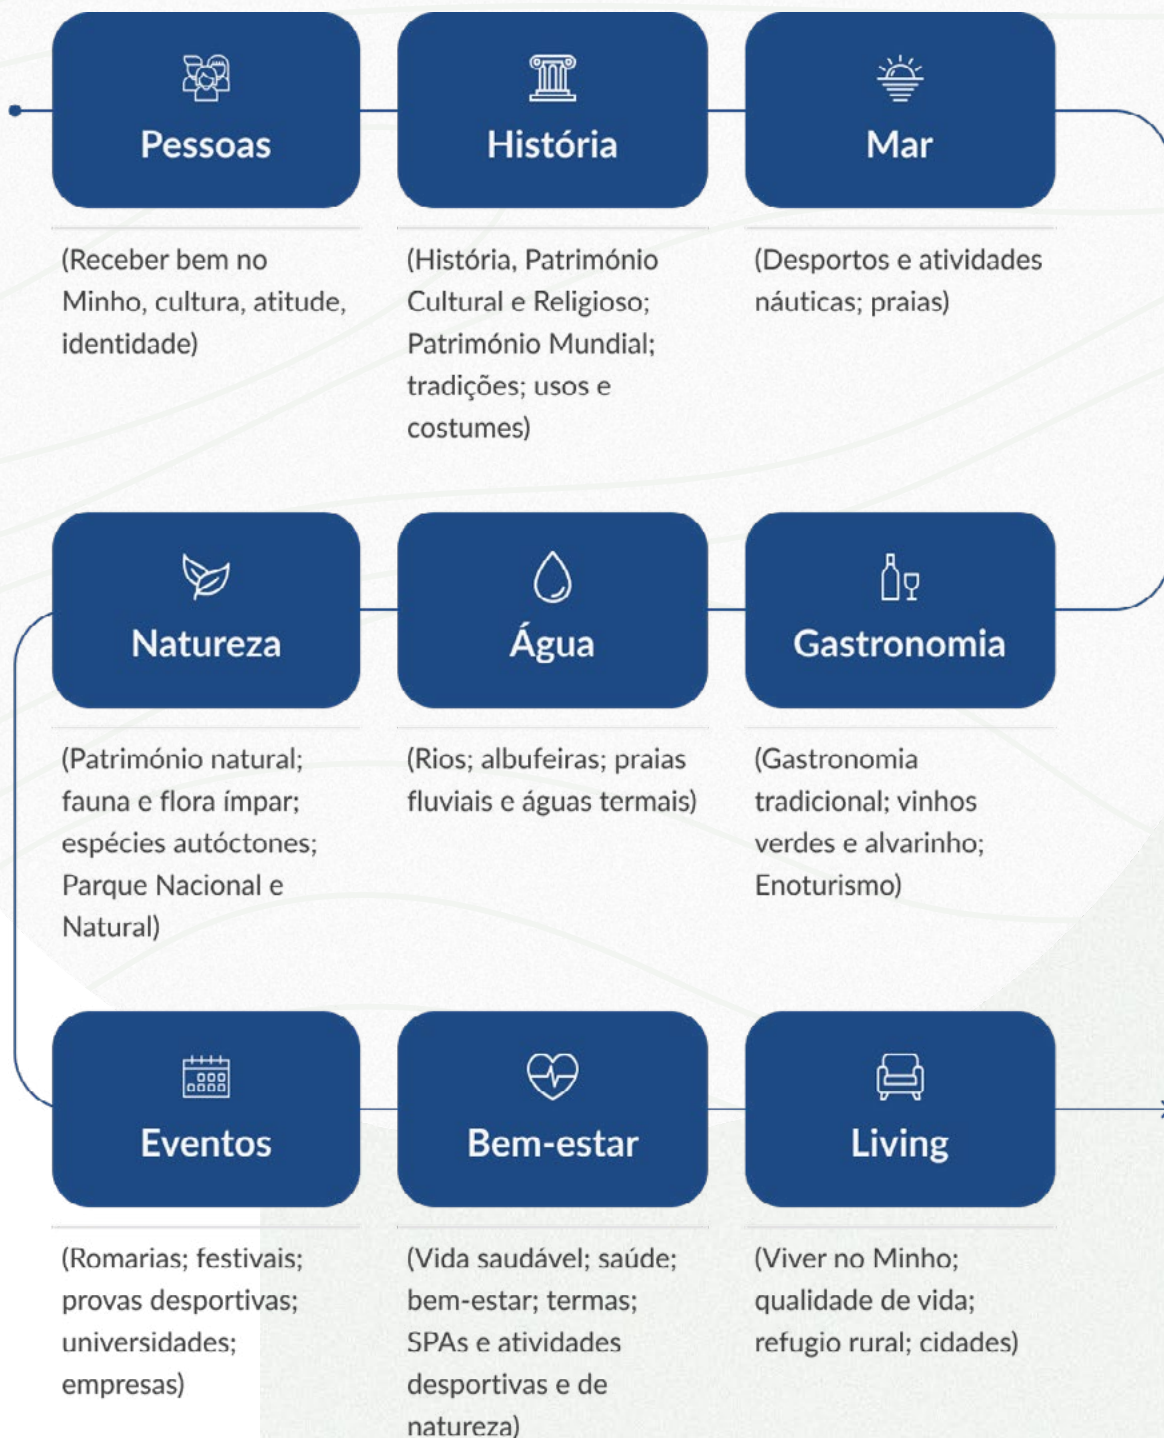 Pessoas
(Receber bem no
Minho, cultura, atitude,
identidade)
História
(História, Património
Cultural e Religioso;
Património Mundial;
tradições; usos e
costumes)
Mar
(Desportos e atividades
náuticas; praias)
Natureza
(Património natural;
fauna e flora ímpar;
espécies autóctones;
Parque Nacional e
Natural)
Água
(Rios; albufeiras; praias
fluviais e águas termais)
Gastronomia
(Gastronomia
tradicional; vinhos
verdes e alvarinho;
Enoturismo)
Eventos
(Romarias; festivais;
provas desportivas;
universidades;
empresas)
Bem-estar
(Vida saudável; saúde;
bem-estar; termas;
SPAs e atividades
desportivas e de
natureza)
Living
(Viver no Minho;
qualidade de vida;
refugio rural; cidades)